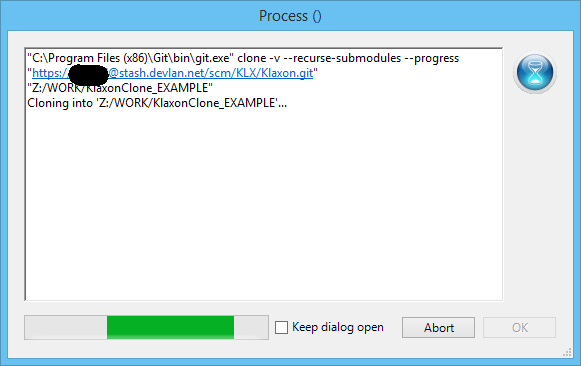 Process ()
"C:\Program Files (x86)\Git\bin\git.exe" clone -v --recurse-submodules --progress
"https://@stash.devlan.net/scm/KLX/Klaxon.git"
"Z:/WORK/KlaxonClone_EXAMPLE"
Cloning into 'Z:/WORK/KlaxonClone_EXAMPLE'...
Keep dialog open
Abort
OK